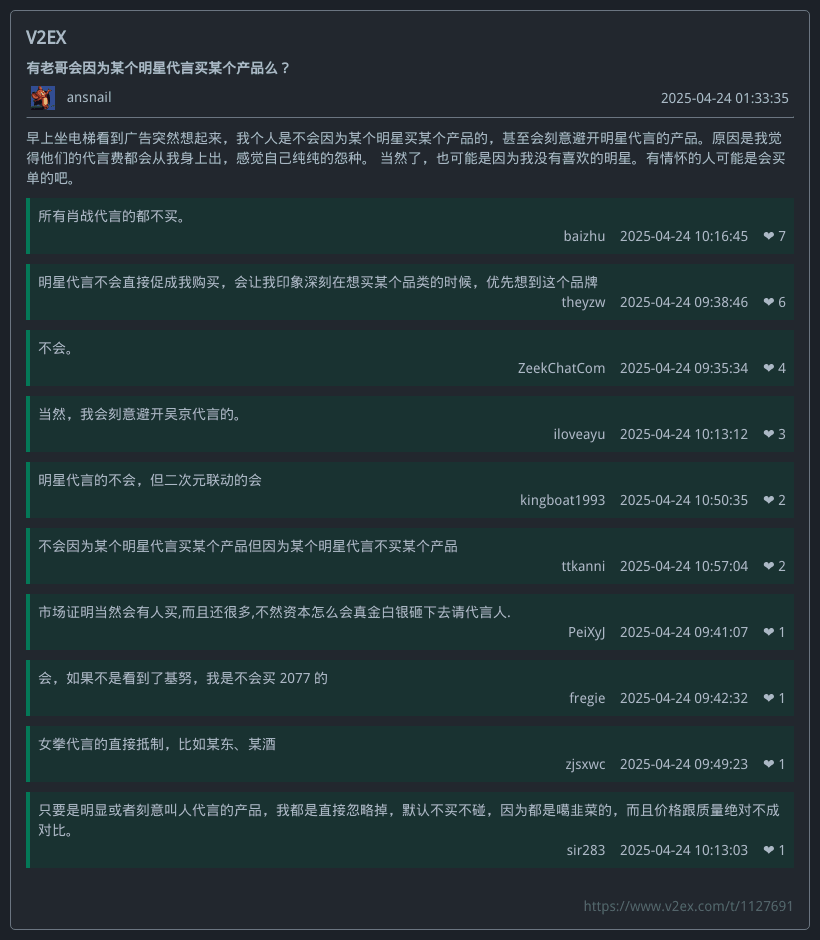 V2EX
有老哥会因为某个明星代言买某个产品么？
ansnail
2025-04-24 01:33:35
早上坐电梯看到广告突然想起来，我个人是不会因为某个明星买某个产品的，甚至会刻意避开明星代言的产品。原因是我觉
得他们的代言费都会从我身上出，感觉自己纯纯的怨种。 当然了，也可能是因为我没有喜欢的明星。有情怀的人可能是会买
单的吧。
所有肖战代言的都不买。
baizhu 2025-04-24 10:16:45 ❤ 7
明星代言不会直接促成我购买，会让我印象深刻在想买某个品类的时候，优先想到这个品牌
theyzw 2025-04-24 09:38:46 ❤ 6
不会。
ZeekChatCom 2025-04-24 09:35:34 ❤ 4
当然，我会刻意避开吴京代言的。
iloveayu 2025-04-24 10:13:12 ❤ 3
明星代言的不会，但二次元联动的会
kingboat1993 2025-04-24 10:50:35 ❤ 2
不会因为某个明星代言买某个产品但因为某个明星代言不买某个产品
ttkanni 2025-04-24 10:57:04 ❤ 2
市场证明当然会有人买,而且还很多,不然资本怎么会真金白银砸下去请代言人.
PeiXyJ 2025-04-24 09:41:07 ❤ 1
会，如果不是看到了基努，我是不会买 2077 的
fregie 2025-04-24 09:42:32 ❤ 1
女拳代言的直接抵制，比如某东、某酒
zjsxwc 2025-04-24 09:49:23 ❤ 1
只要是明显或者刻意叫人代言的产品，我都是直接忽略掉，默认不买不碰，因为都是噶韭菜的，而且价格跟质量绝对不成
对比。
sir283 2025-04-24 10:13:03 ❤ 1
https://www.v2ex.com/t/1127691